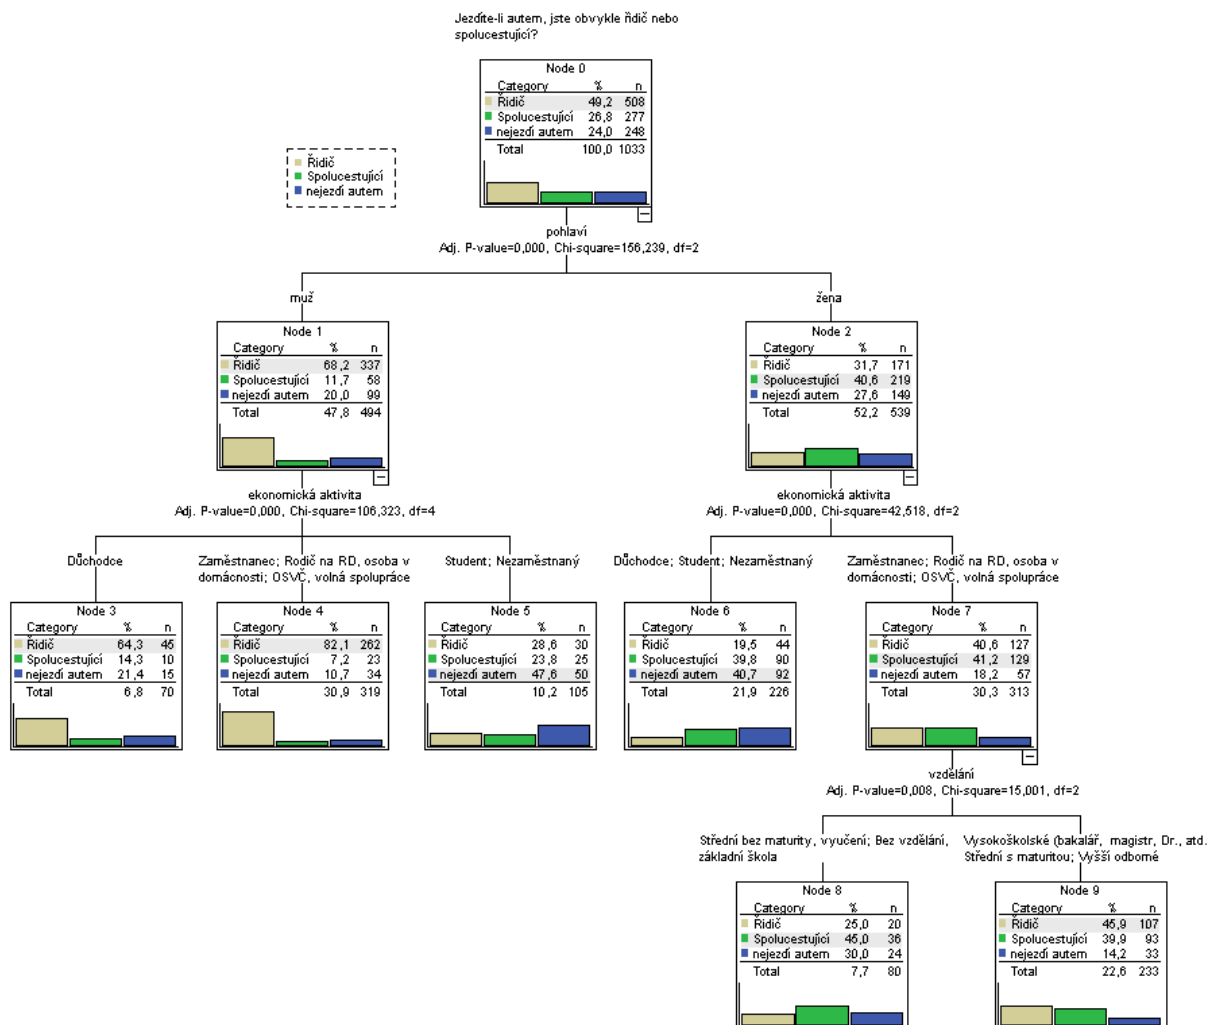 Jezdíte-li autem, jste obvykle řidič nebo
spolucestující?
Node 0
Category % n
Řidič 49,2 508
Spolucestující 26,8 277
nejezdí autem 24,0 248
Total 100,0 1033
Řidič
Spolucestující
nejezdí autem
pohlaví
Adj. P-value=0,000, Chi-square=156,239, df=2
muž
žena
Node 1
Category % n
Řidič 68,2 337
Spolucestující 11,7 58
nejezdí autem 20,0 99
Total 47,8 494
Node 2
Category % n
Řidič 31,7 171
Spolucestující 40,6 219
nejezdí autem 27,6 149
Total 52,2 539
ekonomická aktivita
Adj. P-value=0,000, Chi-square=106,323, df=4
ekonomická aktivita
Adj. P-value=0,000, Chi-square=42,518, df=2
Důchodce
Zaměstnanec; Rodič na RD, osoba v
domácnosti; OSVČ, volná spolupráce
Student; Nezaměstnaný
Důchodce; Student; Nezaměstnaný
Zaměstnanec; Rodič na RD, osoba v
domácnosti; OSVČ, volná spolupráce
Node 3
Category % n
Řidič 64,3 45
Spolucestující 14,3 10
nejezdí autem 21,4 15
Total 6,8 70
Node 4
Category % n
Řidič 82,1 262
Spolucestující 7,2 23
nejezdí autem 10,7 34
Total 30,9 319
Node 5
Category % n
Řidič 28,6 30
Spolucestující 23,8 25
nejezdí autem 47,6 50
Total 10,2 105
Node 6
Category % n
Řidič 19,5 44
Spolucestující 39,8 90
nejezdí autem 40,7 92
Total 21,9 226
Node 7
Category % n
Řidič 40,6 127
Spolucestující 41,2 129
nejezdí autem 18,2 57
Total 30,3 313
vzdělání
Adj. P-value=0,008, Chi-square=15,001, df=2
Střední bez maturity, vyučení; Bez vzdělání,
základní škola
Vysokoškolské (bakalář, magistr, Dr., atd.
Střední s maturitou; Vyšší odborné
Node 8
Category % n
Řidič 25,0 20
Spolucestující 45,0 36
nejezdí autem 30,0 24
Total 7,7 80
Node 9
Category % n
Řidič 45,9 107
Spolucestující 39,9 93
nejezdí autem 14,2 33
Total 22,6 233